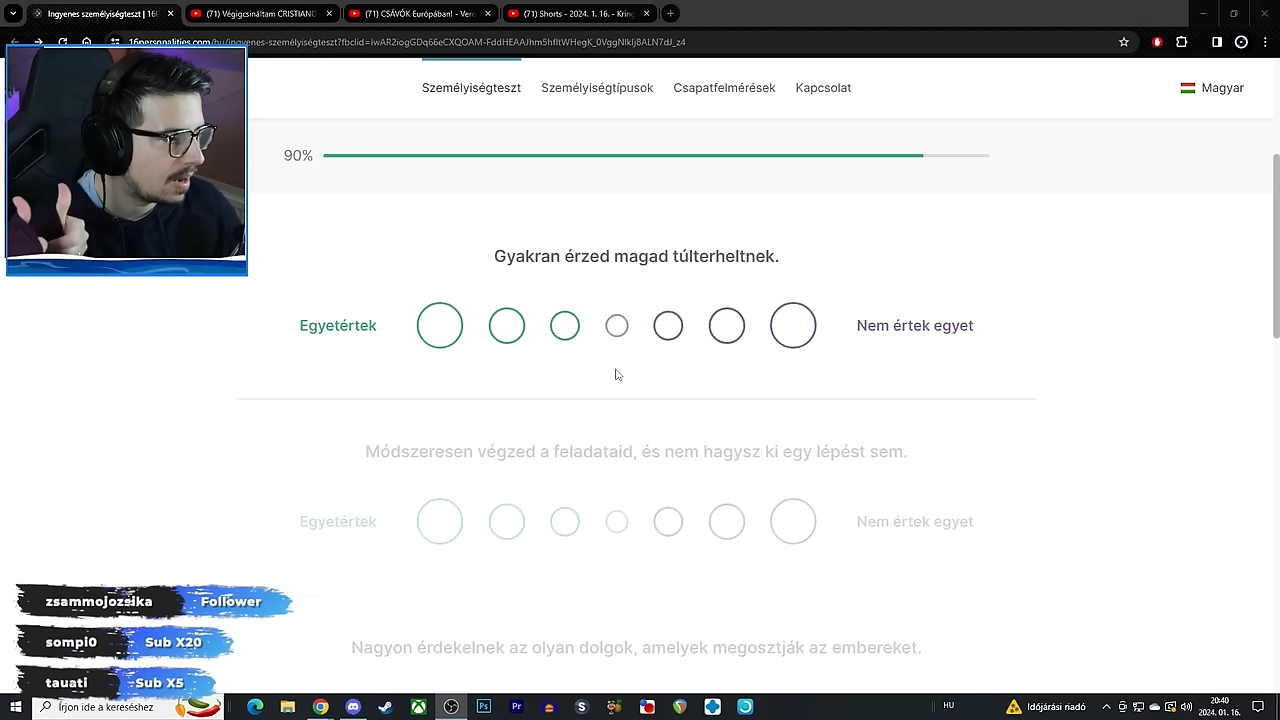 Ingyenes személyiségteszt | 16P
(71) Végigcsináltam CRISTIANO
(71) CSÁVÓK Európában! - Ver
(71) Shorts - 2024. 1. 16. - Kring
Személyiségteszt
Személyiségtípusok
Csapatfelmérések
Kapcsolat
Magyar
90%
Gyakran érzed magad túlterheltnek.
Egyetértek
Nem értek egyet
Módszeresen végzed a feladataid, és nem hagysz ki egy lépést sem.
Egyetértek
Nem értek egyet
zsammojozsika Follower
sompi0 Sub X20
Nagyon érdekelnek az olyan dolgok, amelyek megosztják az embereket.
tauati Sub X5
Írjon ide a kereséshez
HU
Időjárási riadó
20:40
2024. 01. 16.